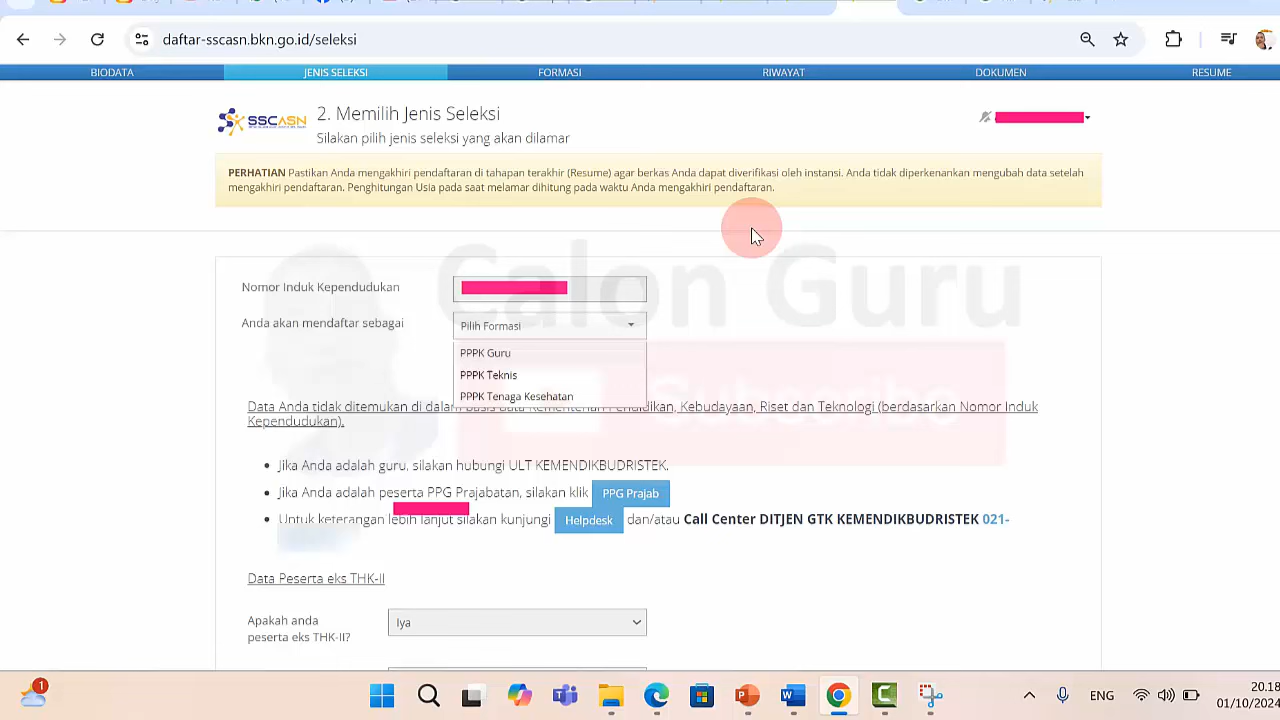 daftar-sscasn.bkn.go.id/seleksi
BIODATA JENIS SELEKSI FORMASI RIWAYAT DOKUMEN RESUME
SSCASN
2. Memilih Jenis Seleksi
Silakan pilih jenis seleksi yang akan dilamar
PERHATIAN Pastikan Anda mengakhiri pendaftaran di tahapan terakhir (Resume) agar berkas Anda dapat diverifikasi oleh instansi. Anda tidak diperkenankan mengubah data setelah
mengakhiri pendaftaran. Penghitungan Usia pada saat melamar dihitung pada waktu Anda mengakhiri pendaftaran.
Calon Guru
Nomor Induk Kependudukan
Anda akan mendaftar sebagai Pilih Formasi
PPPK Guru
PPPK Teknis
PPPK Tenaga Kesehatan
Subscribe
Data Anda tidak ditemukan di dalam Basis Data Kementerian Pendidikan, Kebudayaan, Riset dan Teknologi (berdasarkan Nomor Induk
Kependudukan).
Jika Anda adalah guru, silakan hubungi ULT KEMENDIKBUDRISTEK.
Jika Anda adalah peserta PPG Prajabatan, silakan klik PPG Prajab
Untuk keterangan lebih lanjut silakan kunjungi Helpdesk dan/atau Call Center DITJEN GTK KEMENDIKBUDRISTEK 021-
Data Peserta eks THK-II
Apakah anda
peserta eks THK-II?
Iya
1
ENG
20.18
01/10/2024